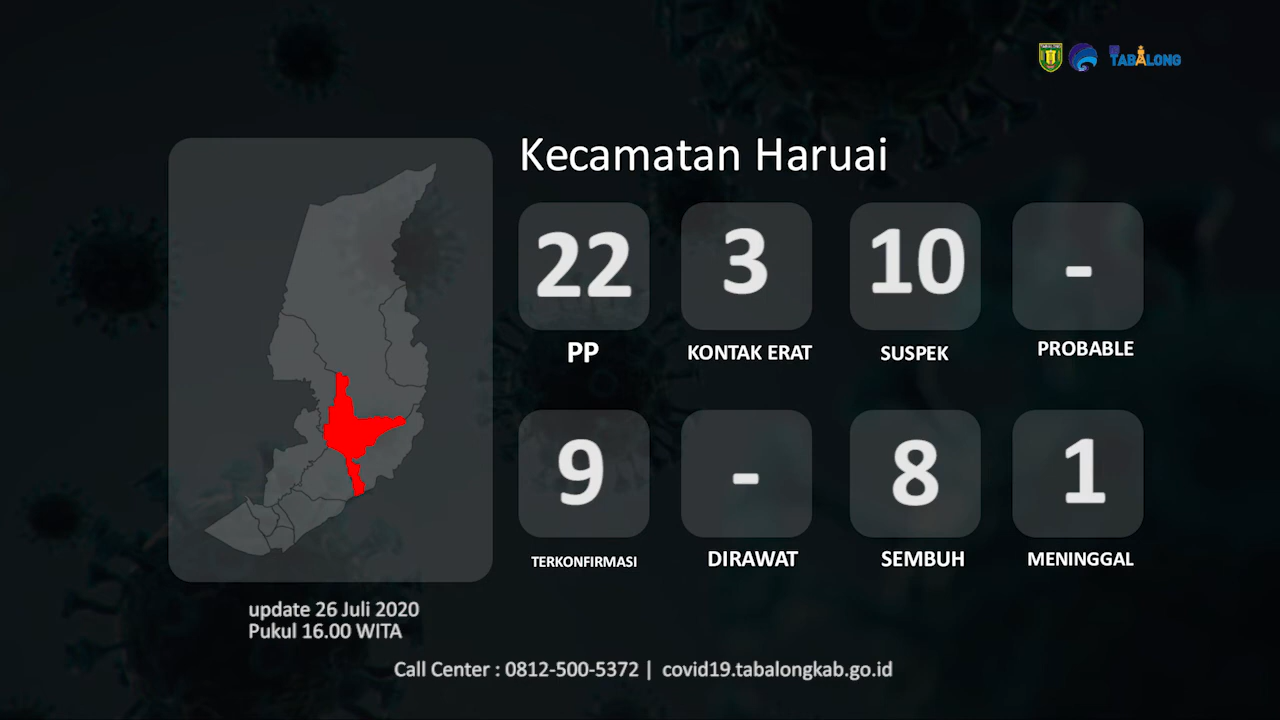 TABALONG
Kecamatan Haruai
22
3
10
-
PP
KONTAK ERAT
SUSPEK
PROBABLE
9
-
8
1
TERKONFIRMASI
DIRAWAT
SEMBUH
MENINGGAL
update 26 Juli 2020
Pukul 16.00 WITA
Call Center : 0812-500-5372 | covid19.tabalongkab.go.id